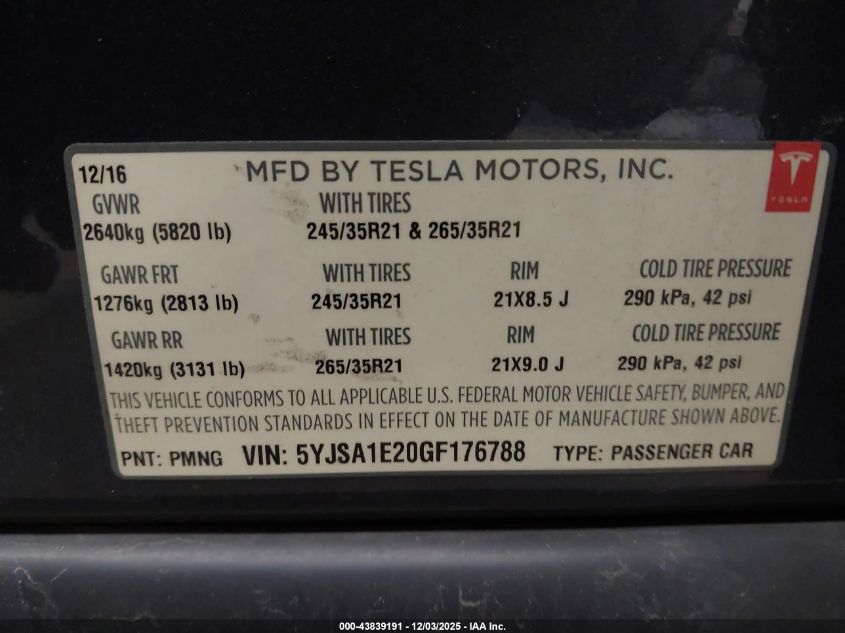 12/16 MFD BY TESLA MOTORS, INC.
TESLA
GVWR WITH TIRES
2640kg (5820 lb) 245/35R21 & 265/35R21
GAWR FRT WITH TIRES RIM COLD TIRE PRESSURE
1276kg (2813 lb) 245/35R21 21X8.5 J 290 kPa, 42 psi
GAWR RR WITH TIRES RIM COLD TIRE PRESSURE
1420kg (3131 lb) 265/35R21 21X9.0 J 290 kPa, 42 psi
THIS VEHICLE CONFORMS TO ALL APPLICABLE U.S. FEDERAL MOTOR VEHICLE SAFETY, BUMPER, AND
THEFT PREVENTION STANDARDS IN EFFECT ON THE DATE OF MANUFACTURE SHOWN ABOVE.
PNT: PMNG VIN: 5YJSA1E20GF176788 TYPE: PASSENGER CAR
000-43839191 - 12/03/2025 - IAA Inc.